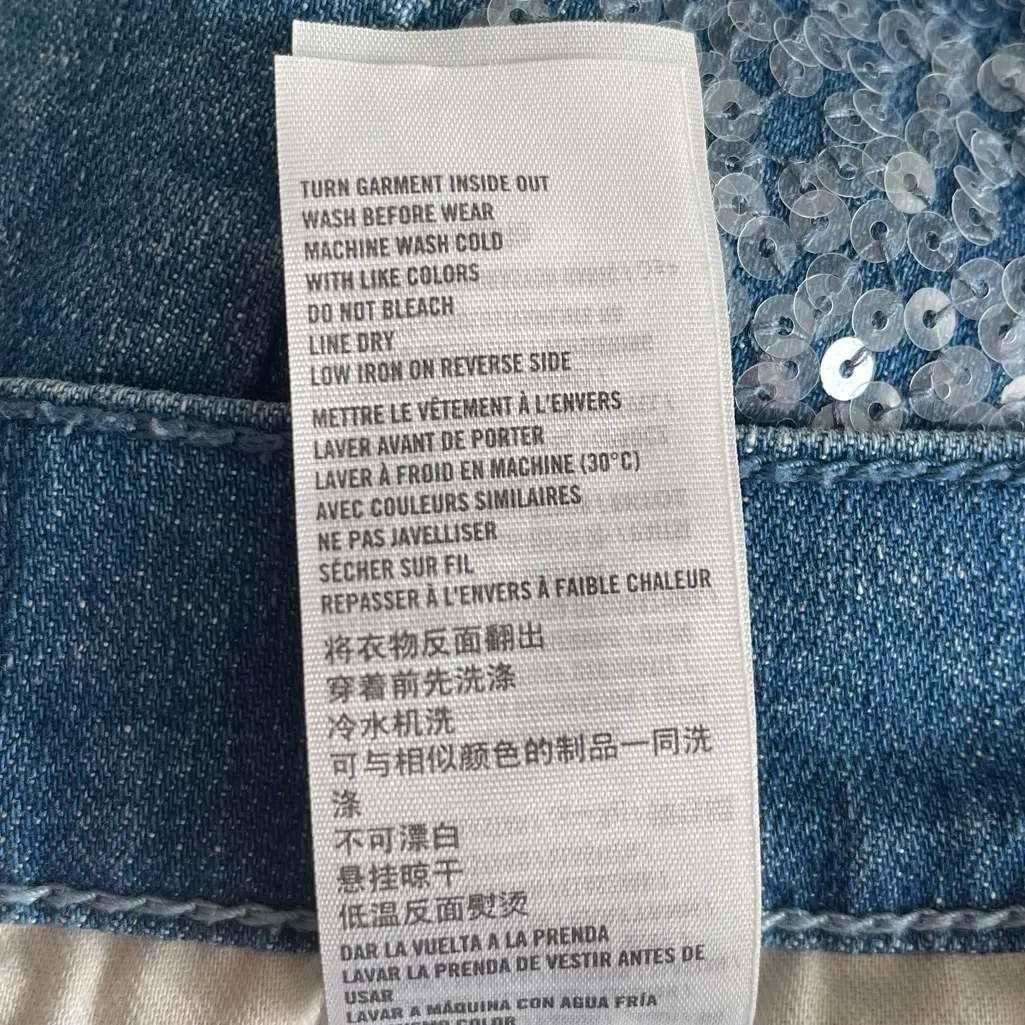 TURN GARMENT INSIDE OUT
WASH BEFORE WEAR
MACHINE WASH COLD
WITH LIKE COLORS
DO NOT BLEACH
LINE DRY
LOW IRON ON REVERSE SIDE
METTRE LE VÊTEMENT À L'ENVERS
LAVER AVANT DE PORTER
LAVER À FROID EN MACHINE (30°C)
AVEC COULEURS SIMILAIRES
NE PAS JAVELLISER
SÉCHER SUR FIL
REPASSER À L'ENVERS À FAIBLE CHALEUR
将衣物反面翻出
穿着前先洗涤
冷水机洗
可与相似颜色的制品一同洗
涤
不可漂白
悬挂晾干
低温反面熨烫
DAR LA VUELTA A LA PRENDA
LAVAR LA PRENDA DE VESTIR ANTES DE
USAR
LAVAR A MÁQUINA CON AGUA FRÍA
COLOR